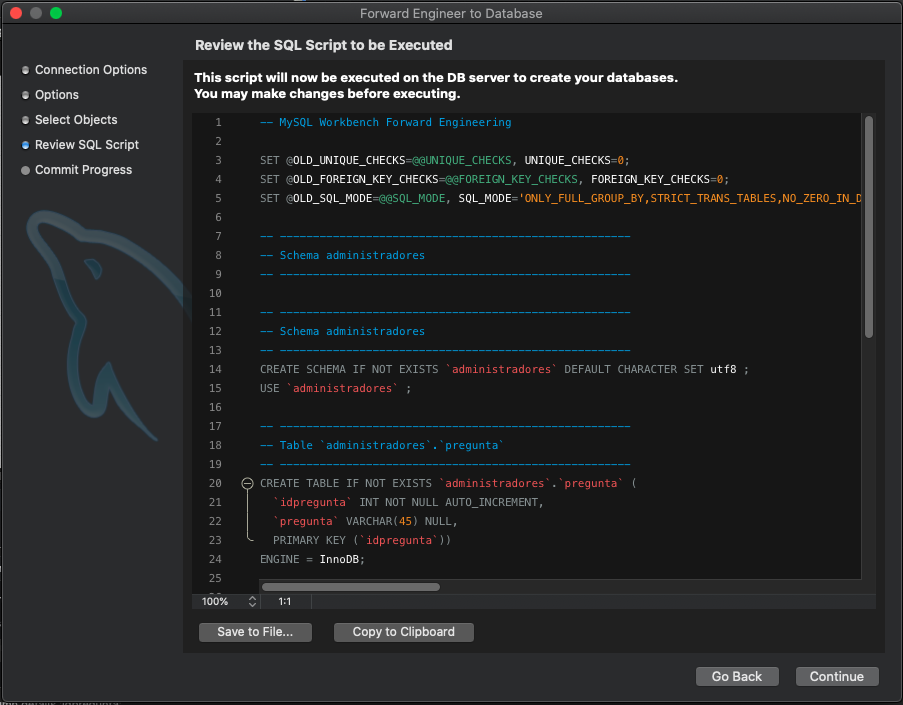 Forward Engineer to Database
Review the SQL Script to be Executed
Connection Options
Options
Select Objects
Review SQL Script
Commit Progress
This script will now be executed on the DB server to create your databases.
You may make changes before executing.
1 -- MySQL Workbench Forward Engineering
2
3 SET @OLD_UNIQUE_CHECKS=@@UNIQUE_CHECKS, UNIQUE_CHECKS=0;
4 SET @OLD_FOREIGN_KEY_CHECKS=@@FOREIGN_KEY_CHECKS, FOREIGN_KEY_CHECKS=0;
5 SET @OLD_SQL_MODE=@@SQL_MODE, SQL_MODE='ONLY_FULL_GROUP_BY,STRICT_TRANS_TABLES,NO_ZERO_IN_D
6
7 -- -----------------------------------------------------
8 -- Schema administradores
9 -- -----------------------------------------------------
10
11 -- -----------------------------------------------------
12 -- Schema administradores
13 -- -----------------------------------------------------
14 CREATE SCHEMA IF NOT EXISTS `administradores` DEFAULT CHARACTER SET utf8 ;
15 USE `administradores` ;
16
17 -- -----------------------------------------------------
18 -- Table `administradores`.`pregunta`
19 -- -----------------------------------------------------
20 CREATE TABLE IF NOT EXISTS `administradores`.`pregunta` (
21 `idpregunta` INT NOT NULL AUTO_INCREMENT,
22 `pregunta` VARCHAR(45) NULL,
23 PRIMARY KEY (`idpregunta`))
24 ENGINE = InnoDB;
25
100% 1:1
Save to File... Copy to Clipboard
Go Back Continue